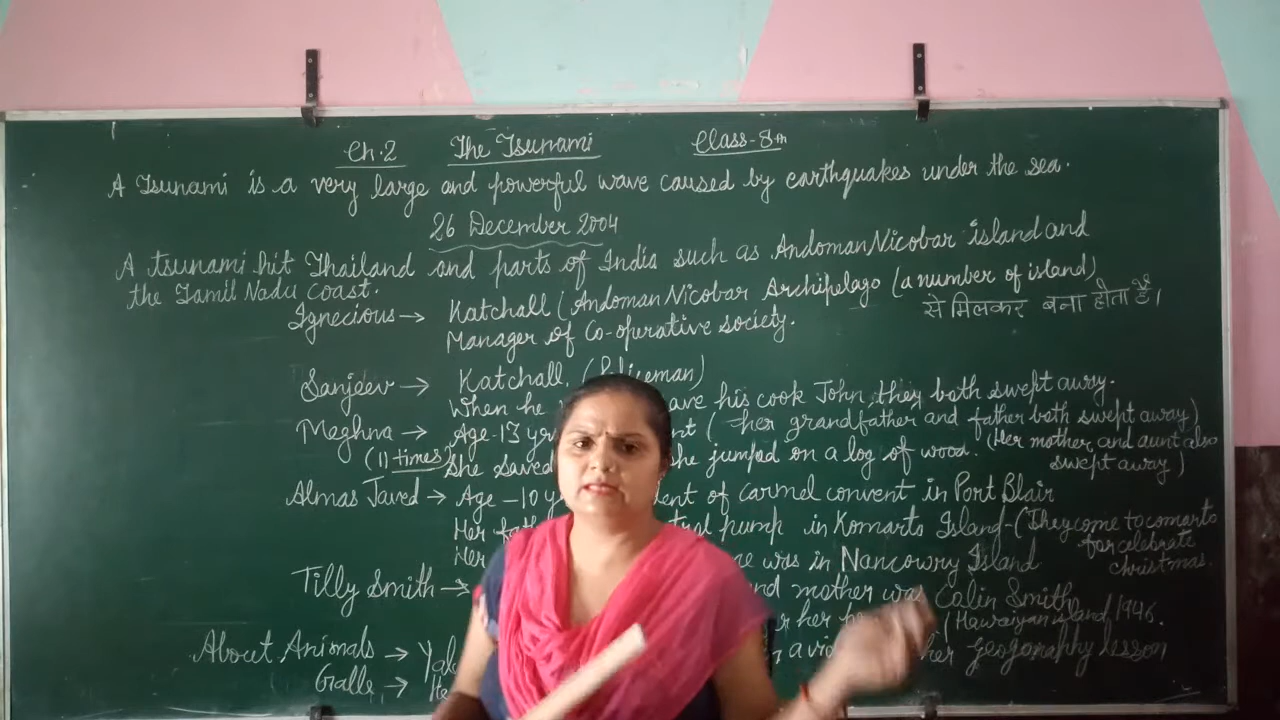 Ch.2 The Tsunami Class-8th
A Tsunami is a very large and powerful wave caused by earthquakes under the sea.
26 December 2004
A tsunami hit Thailand and parts of India such as Andoman Nicobar island and
the Tamil Nadu coast.
Ignecious → Katchall (Andoman Nicobar Archipelago (a number of island)
से मिलकर बना होता है।
Manager of Co-operative society.
Sanjeev → Katchall. (Policeman)
When he ave his cook John, they both swept away.
Meghna → Age-13 yr nt ( her grandfather and father both swept away)
(11 times) She saved she jumped on a log of wood. (Her mother and aunt also
swept away)
Almas Javed → Age -10 y dent of Carmel convent in Port Blair
Her fath pump in Komarts Island-(They come to comarts
for celebrate
christmas.
Her was in Nancowry Island
Tilly Smith → nd mother was Calin Smith
her (Hawaiyan island 1946.
About Animals → Yal a vid her geography lesson
Galle →